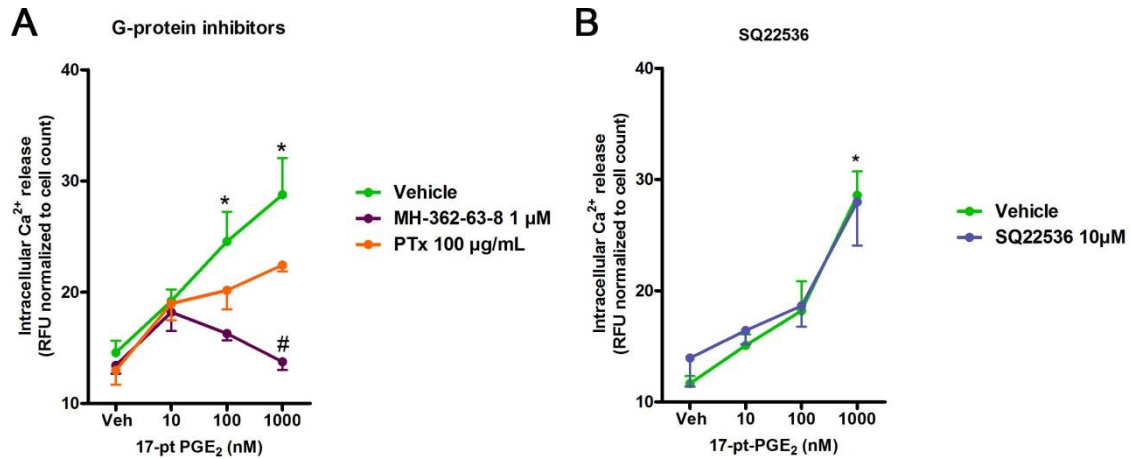 A
G-protein inhibitors
Intracellular Ca²⁺ release
(RFU normalized to cell count)
40
30
20
10
*
*
#
Veh
10
100
1000
17-pt PGE₂ (nM)
Vehicle
MH-362-63-8 1 µM
PTx 100 µg/mL
B
SQ22536
Intracellular Ca²⁺ release
(RFU normalized to cell count)
40
30
20
10
*
Veh
10
100
1000
17-pt-PGE₂ (nM)
Vehicle
SQ22536 10µM